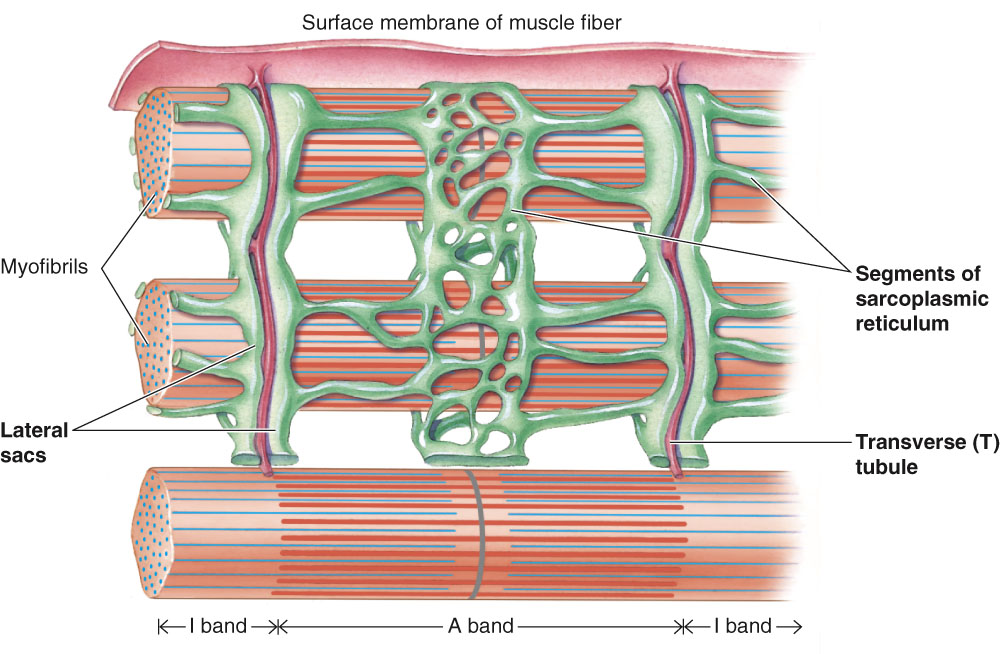 Surface membrane of muscle fiber
Myofibrils
Segments of
sarcoplasmic
reticulum
Lateral
sacs
Transverse (T)
tubule
I band
A band
I band